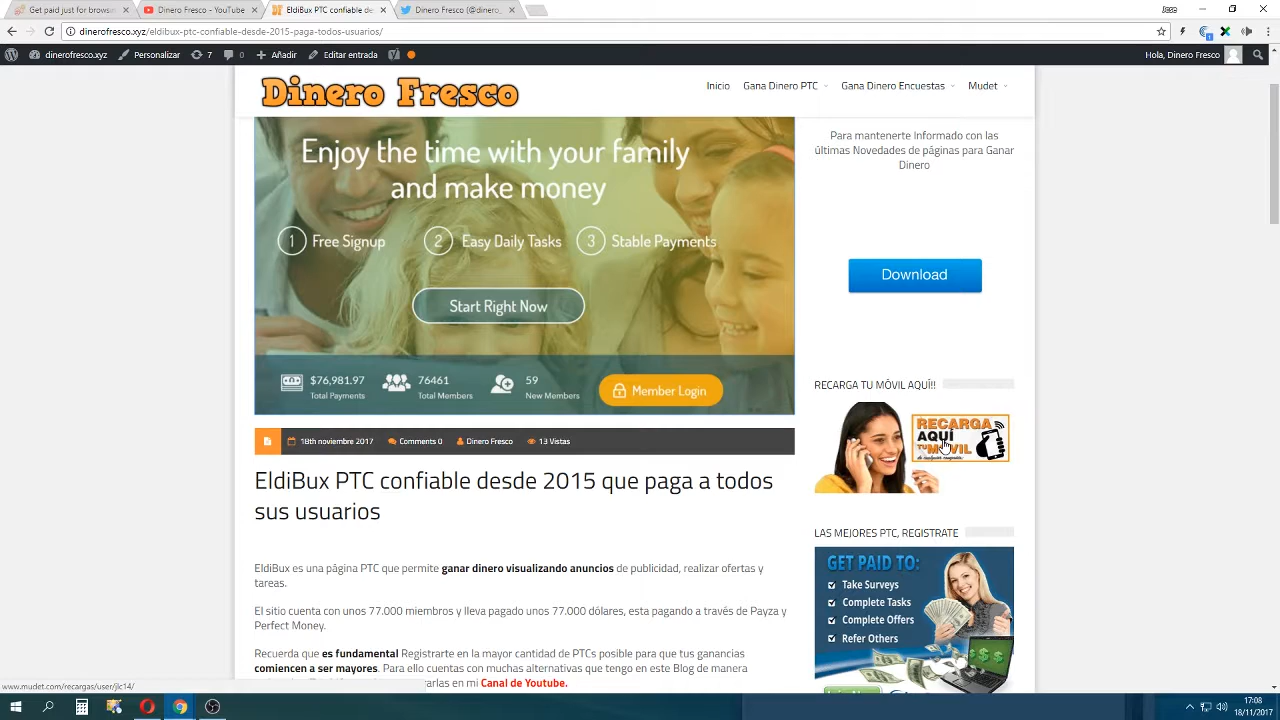 Get paid just for brows
Dinero Fresco - YouTube
EldiBux PTC confiable de
Dinero Fresco (@dinero_
dinerofresco.xyz/eldibux-ptc-confiable-desde-2015-paga-todos-usuarios/
dinerofresco.xyz
Personalizar
7
0
Añadir
Editar entrada
Hola, Dinero Fresco
Dinero Fresco
Inicio
Gana Dinero PTC
Gana Dinero Encuestas
Mudet
Enjoy the time with your family
and make money
1 Free Signup
2 Easy Daily Tasks
3 Stable Payments
Start Right Now
$76,981.97
Total Payments
76461
Total Members
59
New Members
Member Login
18th noviembre 2017
Comments 0
Dinero Fresco
13 Vistas
EldiBux PTC confiable desde 2015 que paga a todos
sus usuarios
EldiBux es una página PTC que permite ganar dinero visualizando anuncios de publicidad, realizar ofertas y
tareas.
El sitio cuenta con unos 77.000 miembros y lleva pagado unos 77.000 dólares, esta pagando a través de Payza y
Perfect Money.
Recuerda que es fundamental Registrarte en la mayor cantidad de PTCs posible para que tus ganancias
comiencen a ser mayores. Para ello cuentas con muchas alternativas que tengo en este Blog de manera
en mi Canal de Youtube.
Para mantenerte Informado con las
últimas Novedades de páginas para Ganar
Dinero
Download
RECARGA TU MÓVIL AQUÍ!!
RECARGA
AQUÍ
TU MÓVIL
de cualquier compañia
LAS MEJORES PTC, REGISTRATE
GET PAID TO:
Take Surveys
Complete Tasks
Complete Offers
Refer Others
www.mudet.com/recargas/user/jlc14/
17:08
18/11/2017